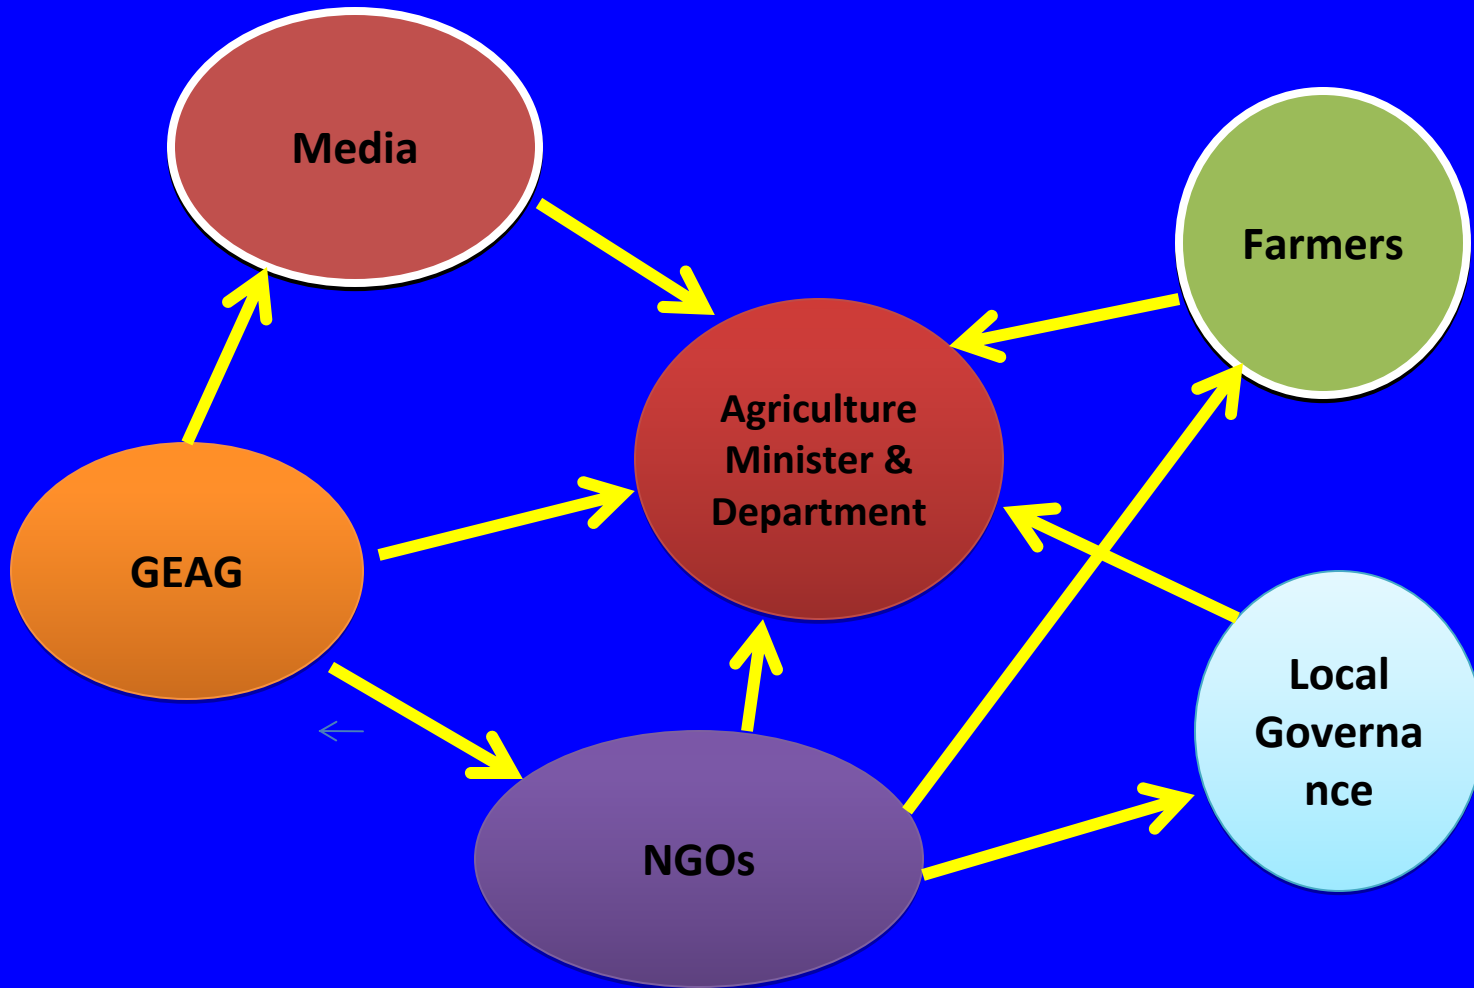 Media
Farmers
Agriculture
Minister &
Department
GEAG
Local
Governa
nce
NGOs